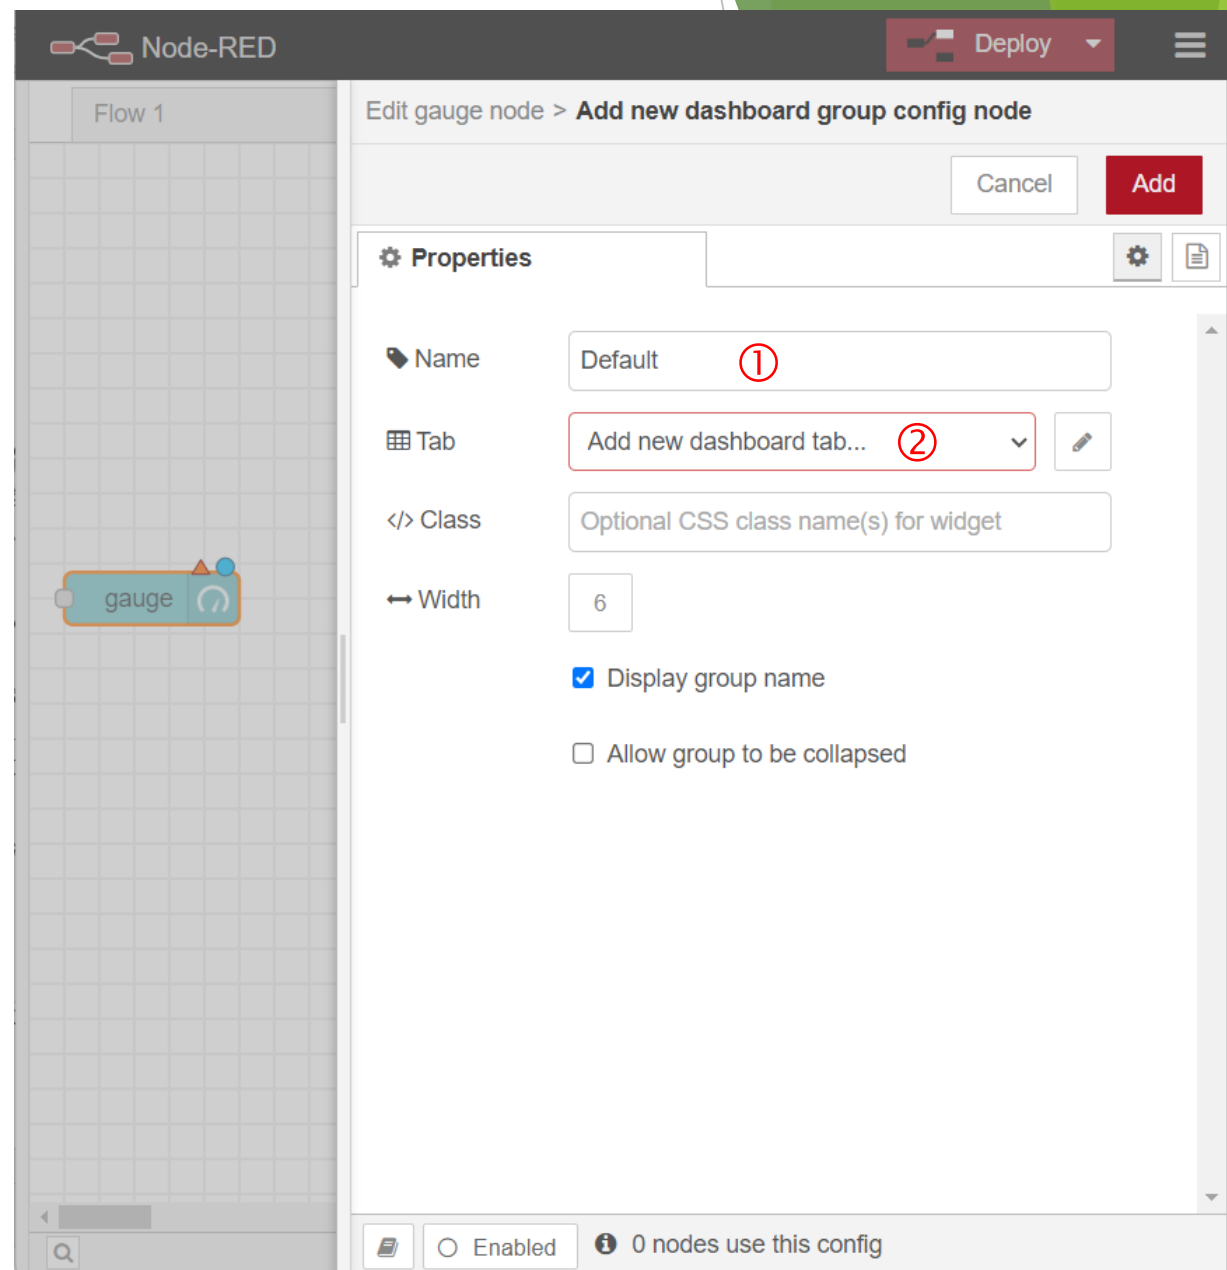 Node-RED
Deploy
Flow 1
Edit gauge node > Add new dashboard group config node
Cancel
Add
Properties
Name
Default
①
Tab
Add new dashboard tab...
②
</> Class
Optional CSS class name(s) for widget
gauge
Width
6
Display group name
Allow group to be collapsed
Enabled
0 nodes use this config